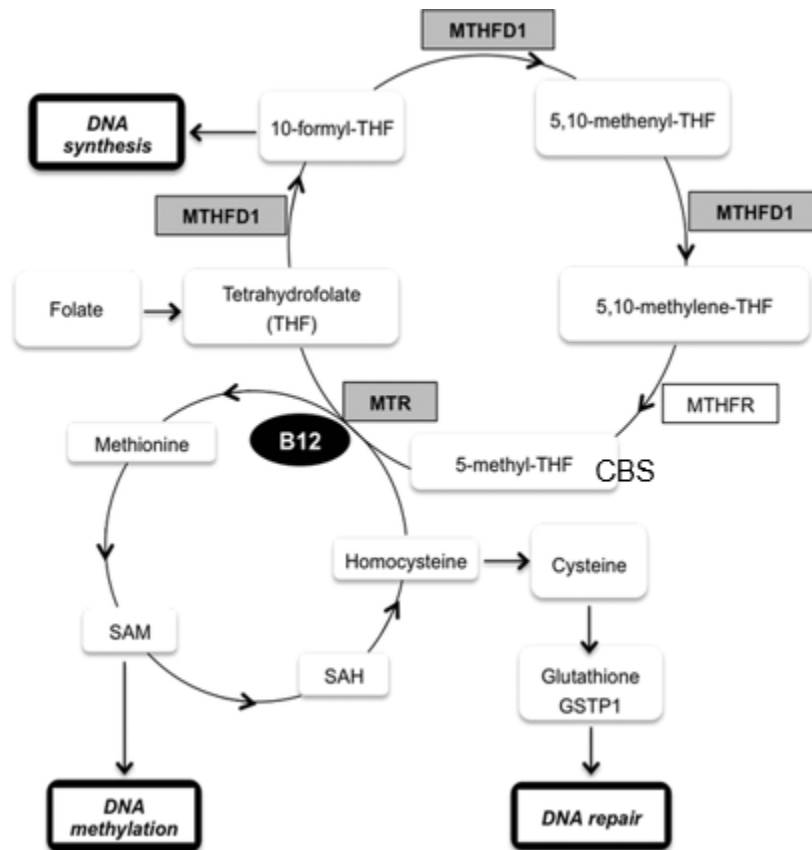 MTHFD1
DNA
synthesis
10-formyl-THF
5,10-methenyl-THF
MTHFD1
MTHFD1
Folate
Tetrahydrofolate
(THF)
5,10-methylene-THF
MTR
MTHFR
B12
Methionine
5-methyl-THF
CBS
Homocysteine
Cysteine
SAM
SAH
Glutathione
GSTP1
DNA
methylation
DNA repair